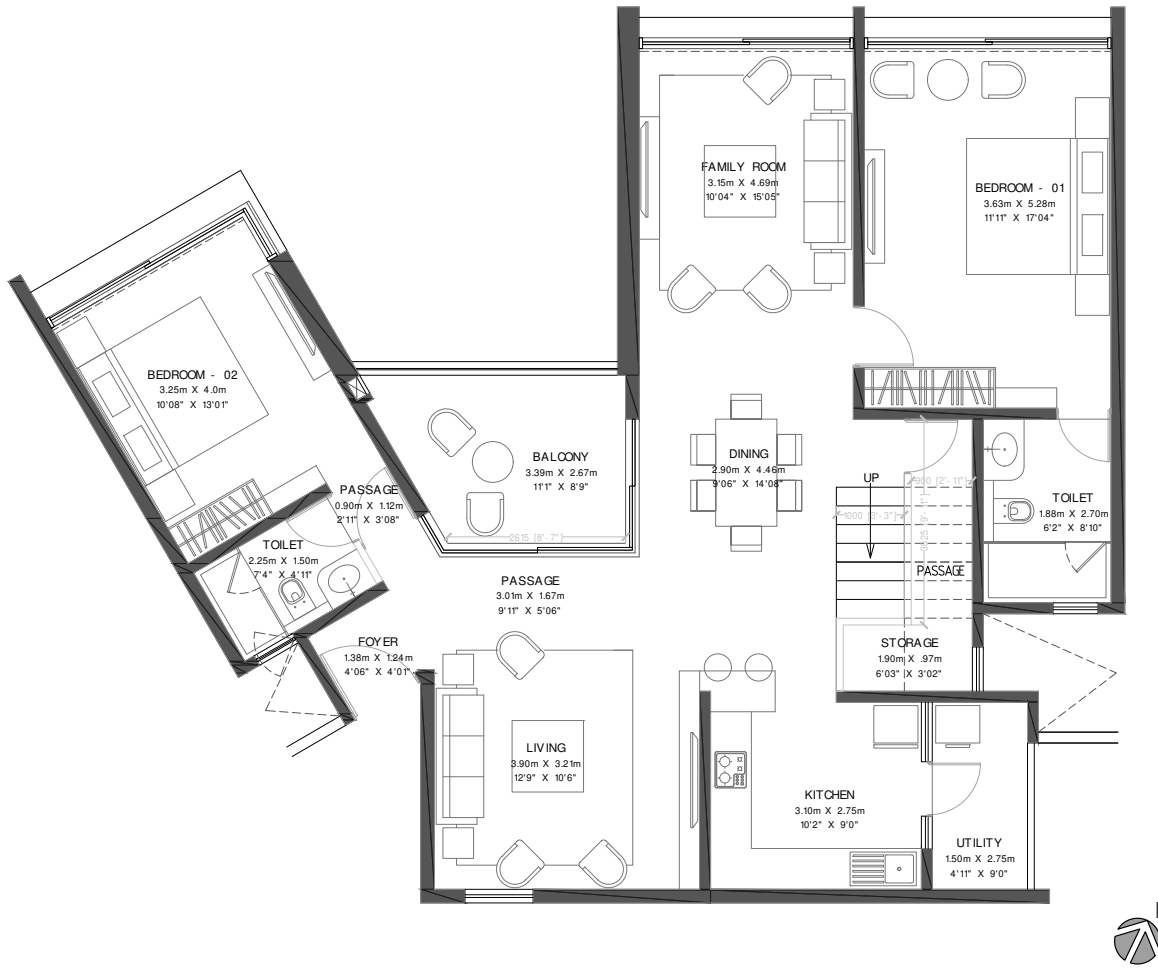 FAMILY ROOM
3.15m X 4.69m
10'04" X 15'05"
BEDROOM - 01
3.63m X 5.28m
11'11" X 17'04"
BEDROOM - 02
3.25m X 4.0m
10'08" X 13'01"
BALCONY
3.39m X 2.67m
11'1" X 8'9"
DINING
2.90m X 4.46m
9'06" X 14'08"
UP
900 [2'- 11"]
PASSAGE
0.90m X 1.12m
2'11" X 3'08"
TOILET
1.88m X 2.70m
6'2" X 8'10"
1000 [3'-3"]
2615 [8'-7"]
TOILET
2.25m X 1.50m
7'4" X 4'11"
PASSAGE
PASSAGE
3.01m X 1.67m
9'11" X 5'06"
FOYER
1.38m X 1.24m
4'06" X 4'01"
STORAGE
1.90m X .97m
6'03" X 3'02"
LIVING
3.90m X 3.21m
12'9" X 10'6"
KITCHEN
3.10m X 2.75m
10'2" X 9'0"
UTILITY
1.50m X 2.75m
4'11" X 9'0"